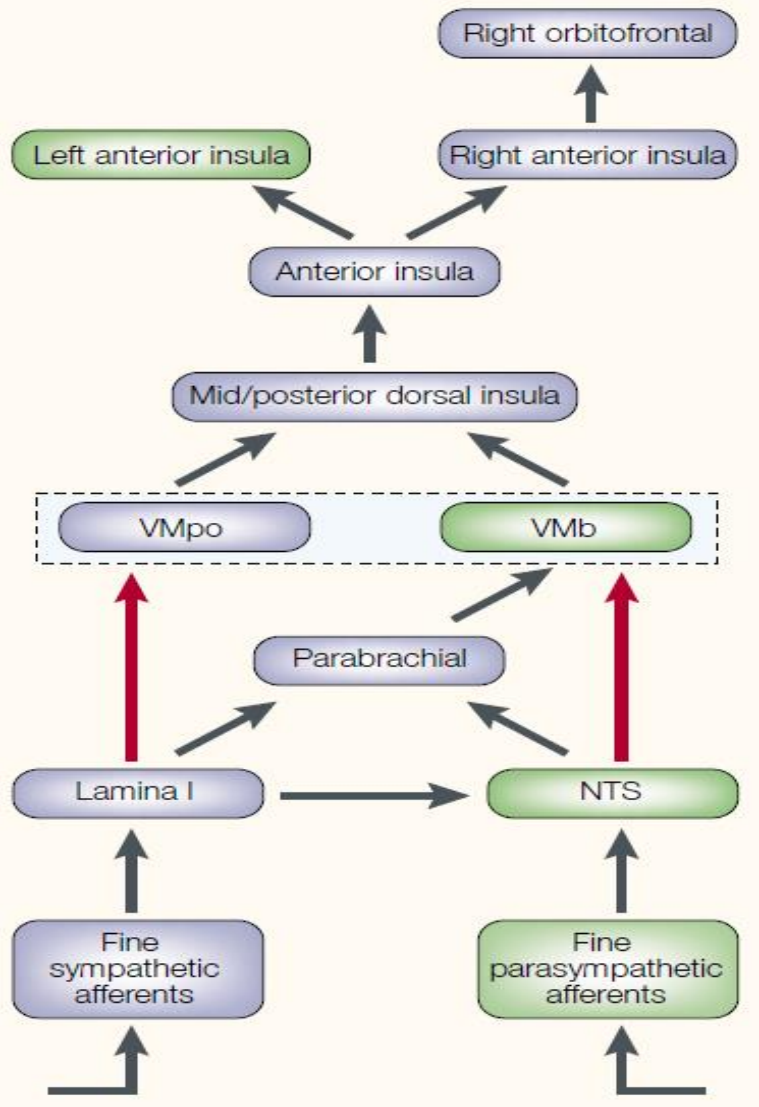 Right orbitofrontal
Left anterior insula
Right anterior insula
Anterior insula
Mid/posterior dorsal insula
VMpo
VMb
Parabrachial
Lamina I
NTS
Fine
sympathetic
afferents
Fine
parasympathetic
afferents